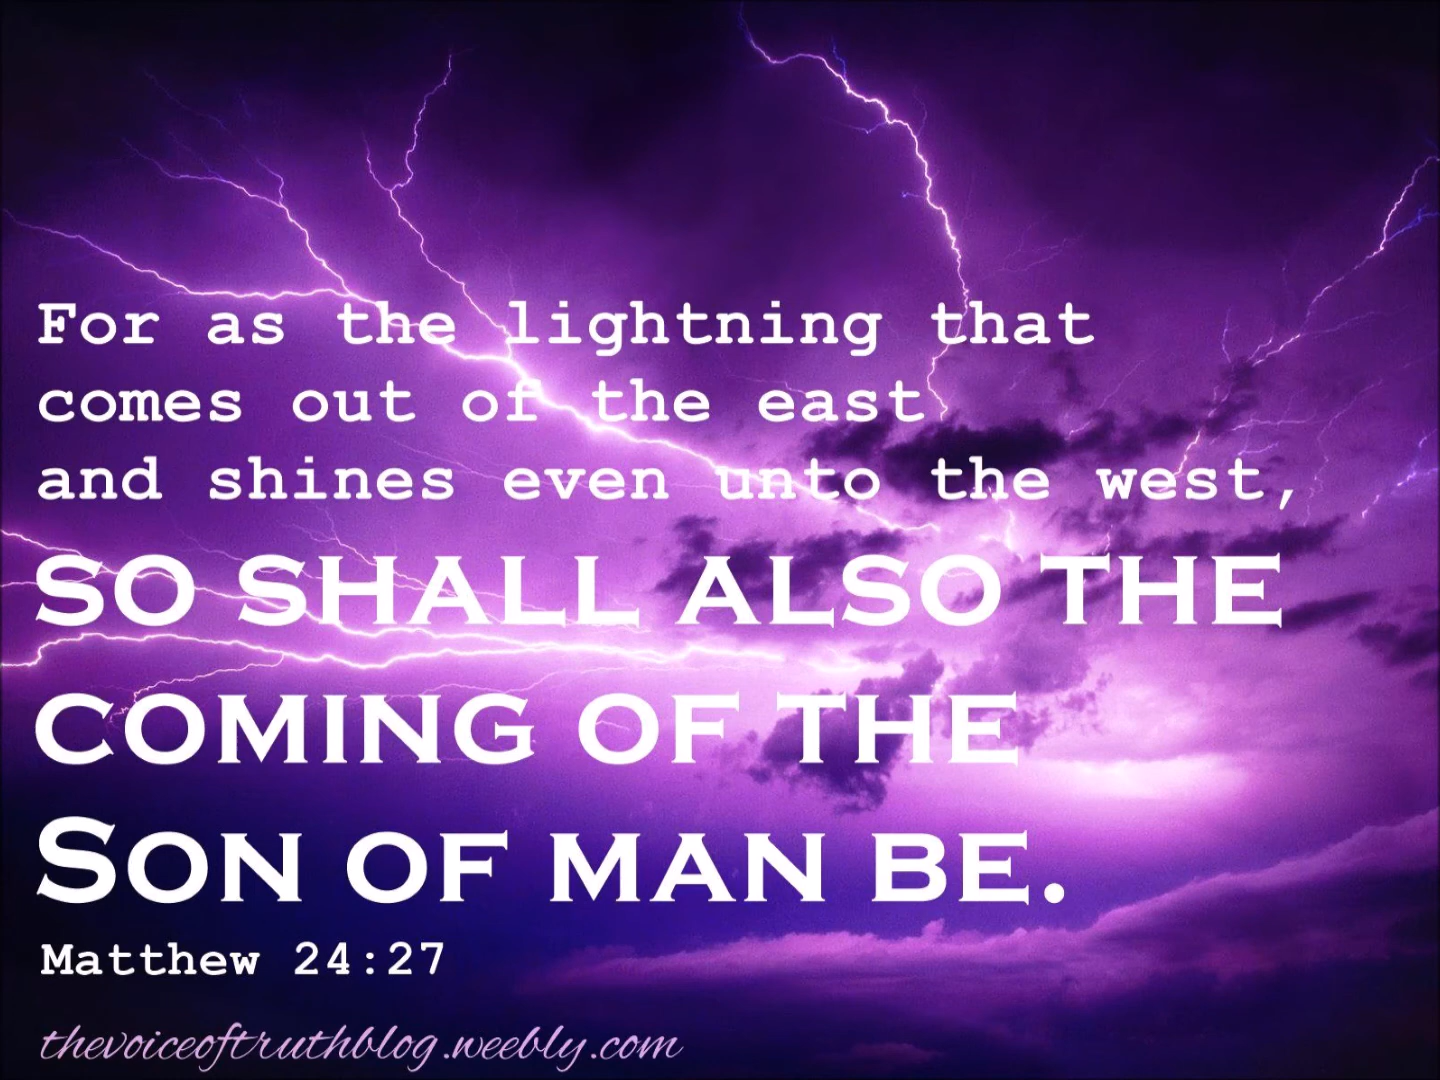 For as the lightning that
comes out of the east
and shines even unto the west,
SO SHALL ALSO THE
COMING OF THE
SON OF MAN BE.
Matthew 24:27
thevoiceoftruthblog.weebly.com